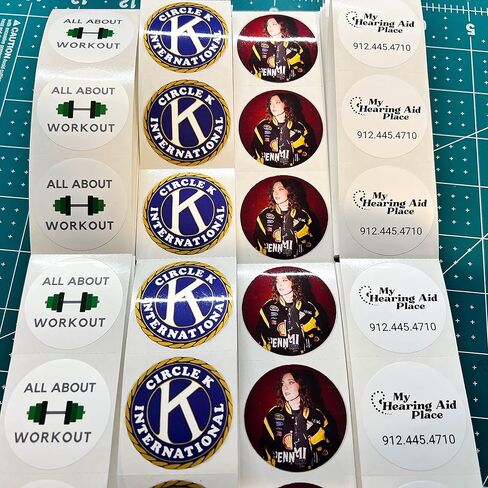 CAUTION
ALL ABOUT
WORKOUT
CIRCLE K
K
INTERNATIONAL
My
Hearing Aid
Place
912.445.4710
ALL ABOUT
WORKOUT
CIRCLE K
K
INTERNATIONAL
My
Hearing Aid
Place
912.445.4710
ALL ABOUT
WORKOUT
CIRCLE K
K
INTERNATIONAL
My
Hearing Aid
Place
912.445.4710
ALL ABOUT
WORKOUT
CIRCLE K
K
INTERNATIONAL
My
Hearing Aid
Place
912.445.4710
ALL ABOUT
WORKOUT
CIRCLE K
K
INTERNATIONAL
My
Hearing Aid
Place
912.445.4710